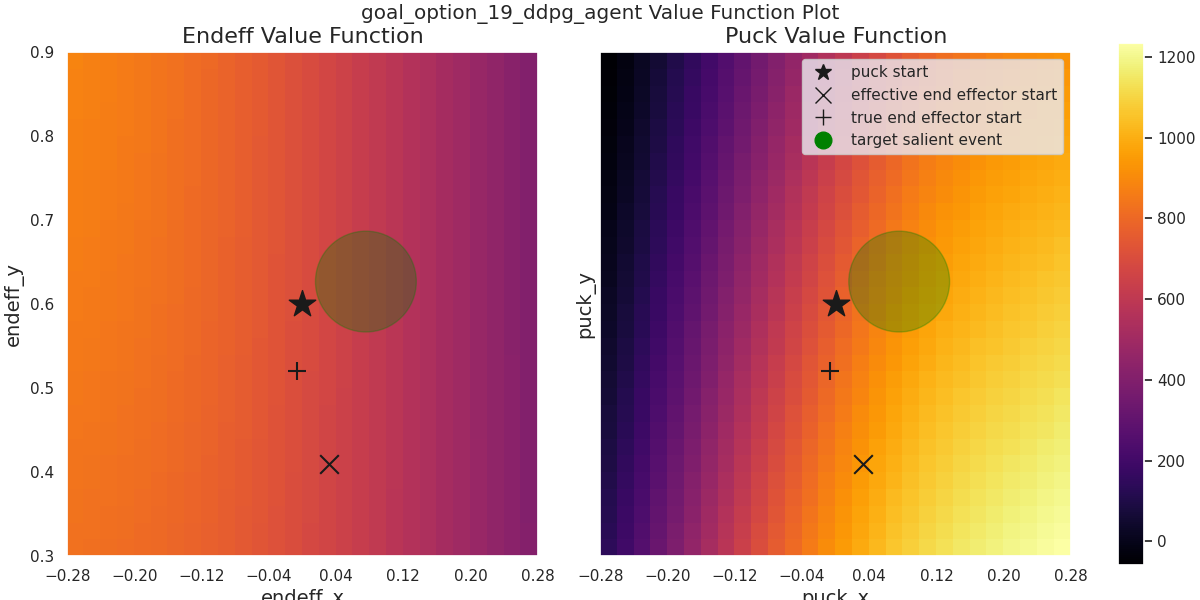 goal_option_19_ddpg_agent Value Function Plot
Endeff Value Function
Puck Value Function
puck start
effective end effector start
true end effector start
target salient event
endeff_y
0.9
0.8
0.7
0.6
0.5
0.4
0.3
−0.28 −0.20 −0.12 −0.04 0.04 0.12 0.20 0.28
endeff_x
puck_y
−0.28 −0.20 −0.12 −0.04 0.04 0.12 0.20 0.28
puck_x
1200
1000
800
600
400
200
0